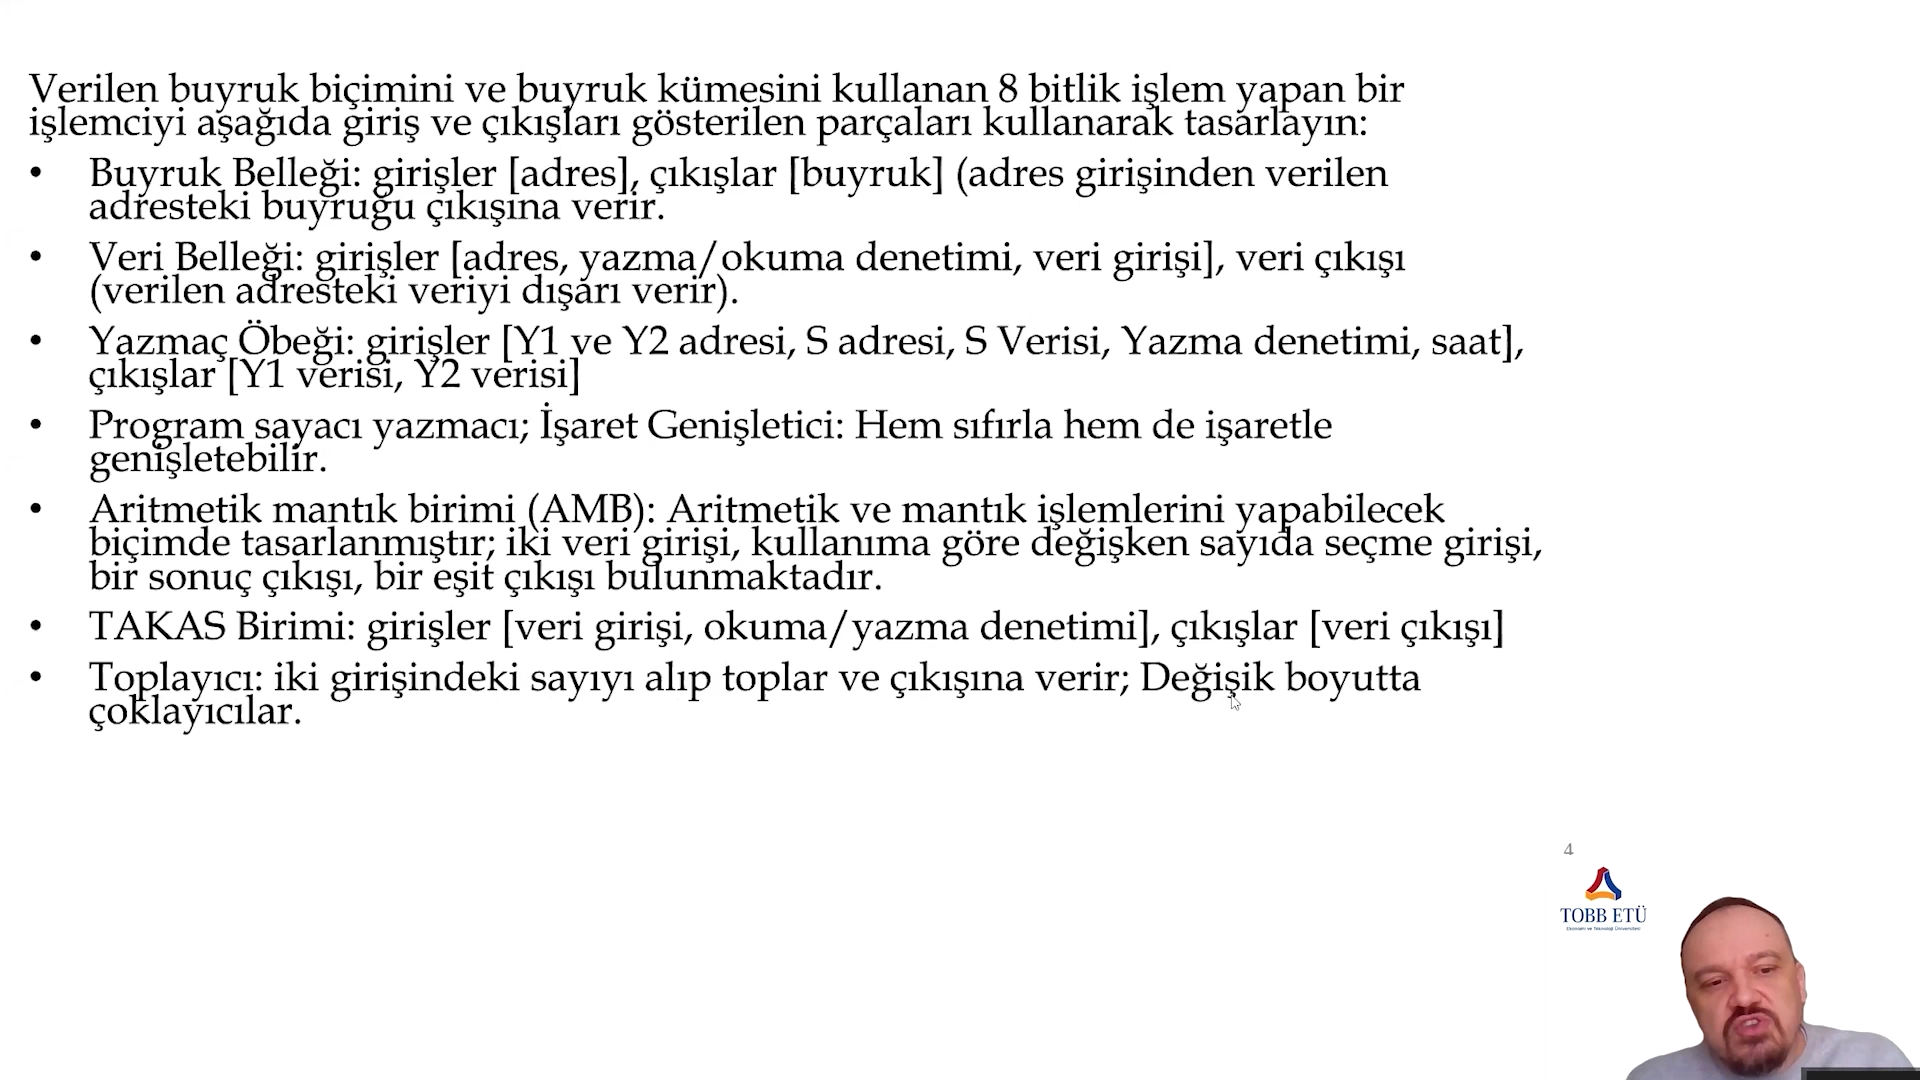 Verilen buyruk biçimini ve buyruk kümesini kullanan 8 bitlik işlem yapan bir
işlemciyi aşağıda giriş ve çıkışları gösterilen parçaları kullanarak tasarlayın:
• Buyruk Belleği: girişler [adres], çıkışlar [buyruk] (adres girişinden verilen
adresteki buyruğu çıkışına verir.
• Veri Belleği: girişler [adres, yazma/okuma denetimi, veri girişi], veri çıkışı
(verilen adresteki veriyi dışarı verir).
• Yazmaç Öbeği: girişler [Y1 ve Y2 adresi, S adresi, S Verisi, Yazma denetimi, saat],
çıkışlar [Y1 verisi, Y2 verisi]
• Program sayacı yazmacı; İşaret Genişletici: Hem sıfırla hem de işaretle
genişletebilir.
• Aritmetik mantık birimi (AMB): Aritmetik ve mantık işlemlerini yapabilecek
biçimde tasarlanmıştır; iki veri girişi, kullanıma göre değişken sayıda seçme girişi,
bir sonuç çıkışı, bir eşit çıkışı bulunmaktadır.
• TAKAS Birimi: girişler [veri girişi, okuma/yazma denetimi], çıkışlar [veri çıkışı]
• Toplayıcı: iki girişindeki sayıyı alıp toplar ve çıkışına verir; Değişik boyutta
çoklayıcılar.
4
TOBB ETÜ
Ekonomi ve Teknoloji Üniversitesi